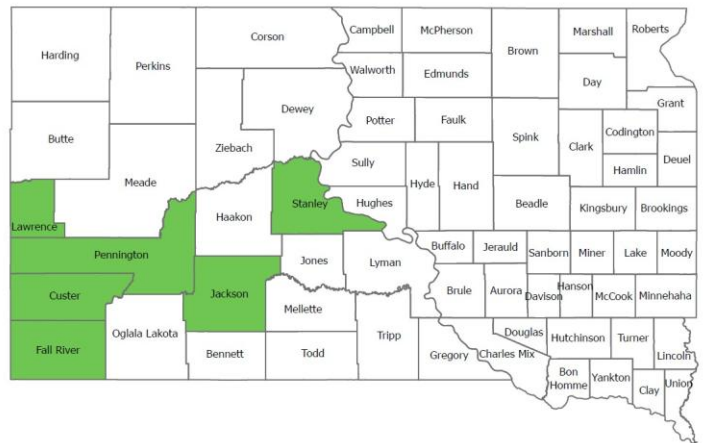 Harding
Perkins
Corson
Campbell
McPherson
Brown
Marshall
Roberts
Walworth
Edmunds
Day
Grant
Butte
Dewey
Ziebach
Potter
Faulk
Spink
Clark
Codington
Deuel
Hamlin
Meade
Sully
Hyde
Hand
Beadle
Kingsbury
Brookings
Lawrence
Stanley
Hughes
Haakon
Pennington
Jones
Lyman
Buffalo
Jerauld
Sanborn
Miner
Lake
Moody
Custer
Jackson
Mellette
Brule
Aurora
Davison
Hanson
McCook
Minnehaha
Oglala Lakota
Tripp
Fall River
Bennett
Todd
Gregory
Charles Mix
Douglas
Hutchinson
Turner
Lincoln
Bon
Homme
Yankton
Clay
Union